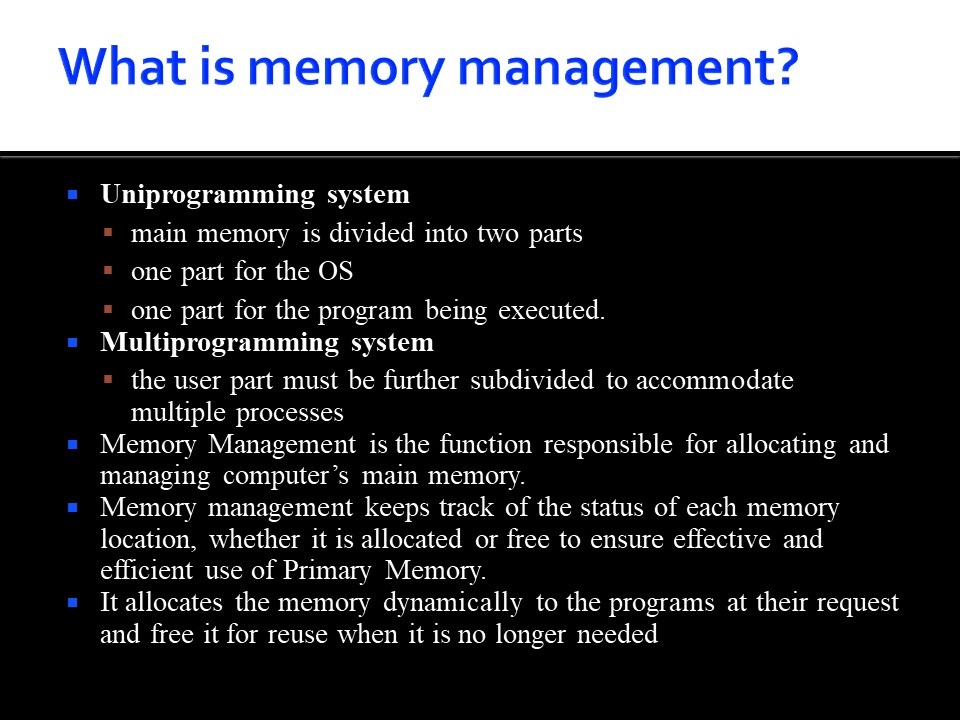 What is memory management?
Uniprogramming system
main memory is divided into two parts
one part for the OS
one part for the program being executed.
Multiprogramming system
the user part must be further subdivided to accommodate
multiple processes
Memory Management is the function responsible for allocating and
managing computer’s main memory.
Memory management keeps track of the status of each memory
location, whether it is allocated or free to ensure effective and
efficient use of Primary Memory.
It allocates the memory dynamically to the programs at their request
and free it for reuse when it is no longer needed